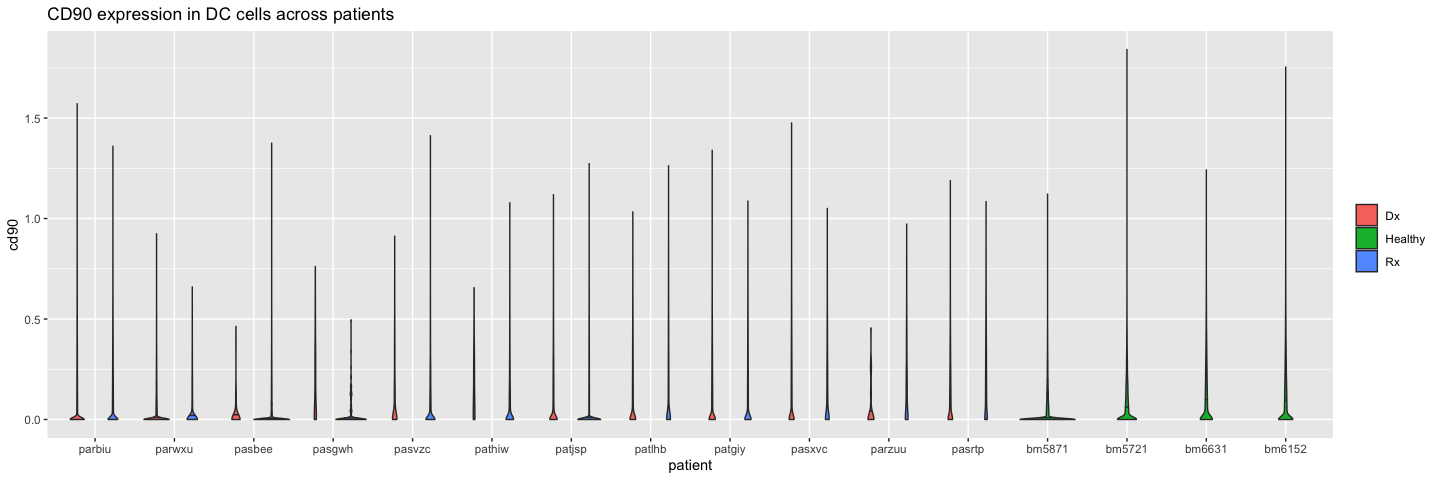 CD90 expression in DC cells across patients
cd90
1.5
1.0
0.5
0.0
parbiu parwxu pasbee pasgwh pasvzc pathiw patjsp patlhb patgiy pasxvc parzuu pasrtp bm5871 bm5721 bm6631 bm6152
patient
Dx
Healthy
Rx